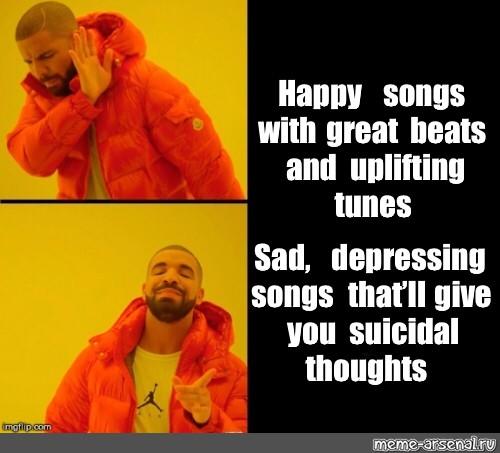 Happy songs
with great beats
and uplifting
tunes
Sad, depressing
songs that'll give
you suicidal
thoughts
imgflip.com
meme-arsenal.ru